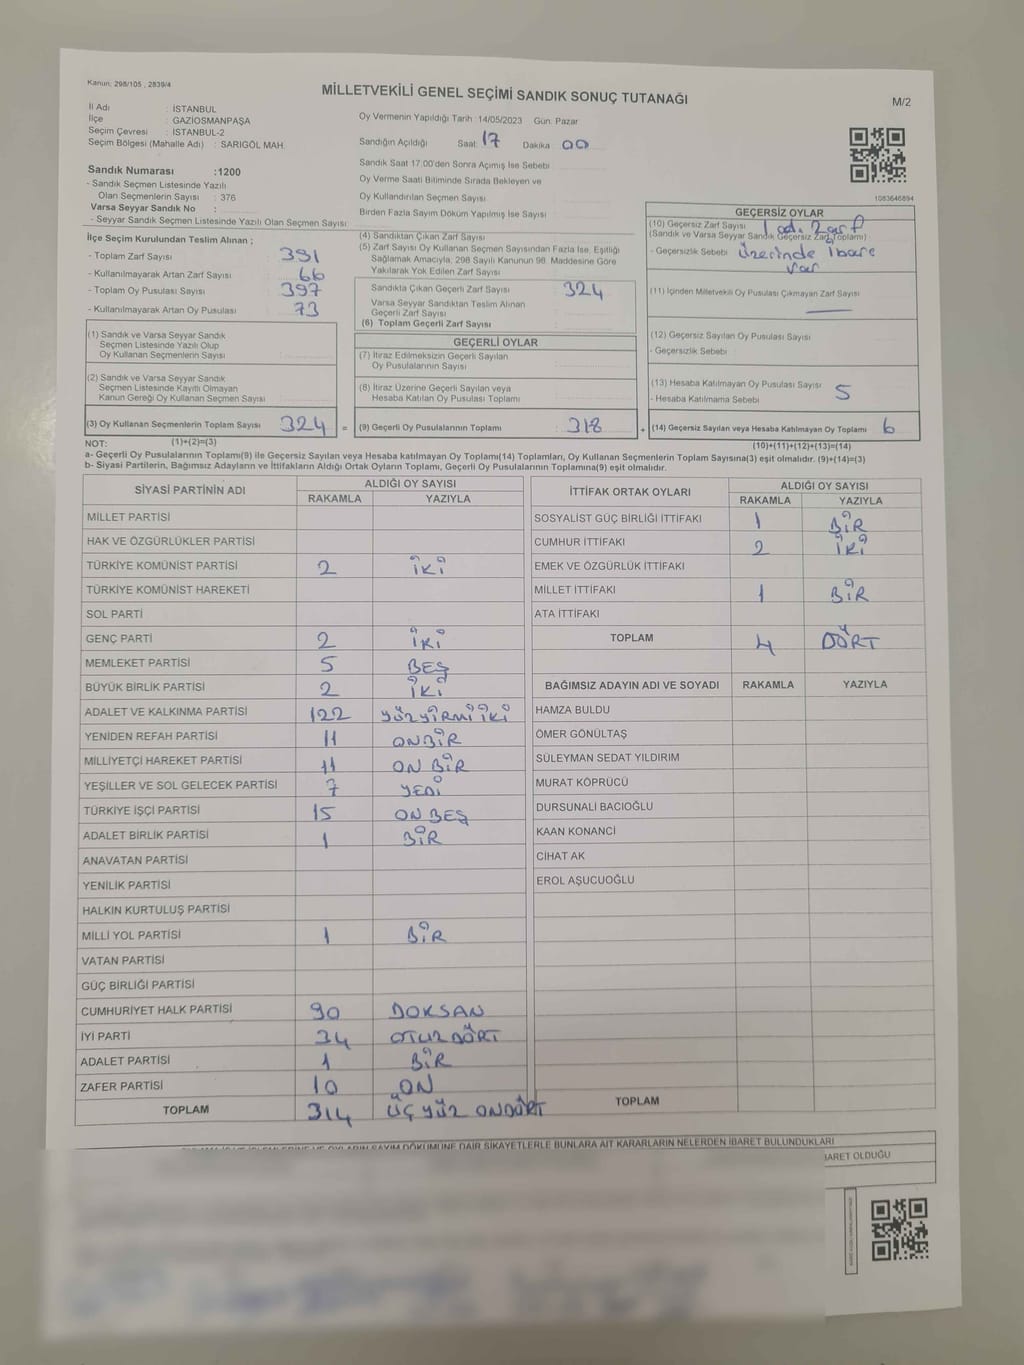 Kanun: 298/105 , 2839/4
MİLLETVEKİLİ GENEL SEÇİMİ SANDIK SONUÇ TUTANAĞI
M/2
İl Adı : İSTANBUL
İlçe : GAZİOSMANPAŞA
Seçim Çevresi : İSTANBUL-2
Seçim Bölgesi (Mahalle Adı) : SARIGÖL MAH.
Oy Vermenin Yapıldığı Tarih : 14/05/2023 Gün: Pazar
Sandığın Açıldığı Saat: 17 Dakika 00
Sandık Saat 17:00'den Sonra Açımış İse Sebebi
Oy Verme Saati Bitiminde Sırada Bekleyen ve
Oy Kullandırılan Seçmen Sayısı
Birden Fazla Sayım Döküm Yapılmış İse Sayısı
1083646894
Sandık Numarası :1200
- Sandık Seçmen Listesinde Yazılı
Olan Seçmenlerin Sayısı : 376
Varsa Seyyar Sandık No :
- Seyyar Sandık Seçmen Listesinde Yazılı Olan Seçmen Sayısı:
İlçe Seçim Kurulundan Teslim Alınan ;
- Toplam Zarf Sayısı 391
- Kullanılmayarak Artan Zarf Sayısı 66
- Toplam Oy Pusulası Sayısı 397
- Kullanılmayarak Artan Oy Pusulası 73
(1) Sandık ve Varsa Seyyar Sandık
Seçmen Listesinde Yazılı Olup
Oy Kullanan Seçmenlerin Sayısı
(2) Sandık ve Varsa Seyyar Sandık
Seçmen Listesinde Kayıtlı Olmayan
Kanun Gereği Oy Kullanan Seçmen Sayısı
(3) Oy Kullanan Seçmenlerin Toplam Sayısı 324 =
(4) Sandıktan Çıkan Zarf Sayısı
(5) Zarf Sayısı Oy Kullanan Seçmen Sayısından Fazla İse, Eşitliği
Sağlamak Amacıyla, 298 Sayılı Kanunun 98. Maddesine Göre
Yakılarak Yok Edilen Zarf Sayısı
Sandıkta Çıkan Geçerli Zarf Sayısı 324
Varsa Seyyar Sandıktan Teslim Alınan
Geçerli Zarf Sayısı
(6) Toplam Geçerli Zarf Sayısı
GEÇERLİ OYLAR
(7) İtiraz Edilmeksizin Geçerli Sayılan
Oy Pusulalarının Sayısı
(8) İtiraz Üzerine Geçerli Sayılan veya
Hesaba Katılan Oy Pusulası Toplamı
(9) Geçerli Oy Pusulalarının Toplamı : 318 +
GEÇERSİZ OYLAR
(10) Geçersiz Zarf Sayısı 1 ad. Zarf
(Sandık ve Varsa Seyyar Sandık Geçersiz Zarf Toplamı)
- Geçersizlik Sebebi Üzerinde ibare
var
(11) İçinden Milletvekili Oy Pusulası Çıkmayan Zarf Sayısı
(12) Geçersiz Sayılan Oy Pusulası Sayısı
- Geçersizlik Sebebi
(13) Hesaba Katılmayan Oy Pusulası Sayısı 5
- Hesaba Katılmama Sebebi
(14) Geçersiz Sayılan veya Hesaba Katılmayan Oy Toplamı 6
NOT: (1)+(2)=(3)
(10)+(11)+(12)+(13)=(14)
a- Geçerli Oy Pusulalarının Toplamı(9) ile Geçersiz Sayılan veya Hesaba katılmayan Oy Toplamı(14) Toplamları, Oy Kullanan Seçmenlerin Toplam Sayısına(3) eşit olmalıdır. (9)+(14)=(3)
b- Siyasi Partilerin, Bağımsız Adayların ve İttifakların Aldığı Ortak Oyların Toplamı, Geçerli Oy Pusulalarının Toplamına(9) eşit olmalıdır.
SİYASİ PARTİNİN ADI ALDIĞI OY SAYISI
RAKAMLA YAZIYLA
MİLLET PARTİSİ
HAK VE ÖZGÜRLÜKLER PARTİSİ
TÜRKİYE KOMÜNİST PARTİSİ 2 İKİ
TÜRKİYE KOMÜNİST HAREKETİ
SOL PARTİ
GENÇ PARTİ 2 İKİ
MEMLEKET PARTİSİ 5 BEŞ
BÜYÜK BİRLİK PARTİSİ 2 İKİ
ADALET VE KALKINMA PARTİSİ 122 YÜZYİRMİ İKİ
YENİDEN REFAH PARTİSİ 11 ONBİR
MİLLİYETÇİ HAREKET PARTİSİ 11 ON BİR
YEŞİLLER VE SOL GELECEK PARTİSİ 7 YEDİ
TÜRKİYE İŞÇİ PARTİSİ 15 ON BEŞ
ADALET BİRLİK PARTİSİ 1 BİR
ANAVATAN PARTİSİ
YENİLİK PARTİSİ
HALKIN KURTULUŞ PARTİSİ
MİLLİ YOL PARTİSİ 1 BİR
VATAN PARTİSİ
GÜÇ BİRLİĞİ PARTİSİ
CUMHURİYET HALK PARTİSİ 90 DOKSAN
İYİ PARTİ 34 OTUZ DÖRT
ADALET PARTİSİ 1 BİR
ZAFER PARTİSİ 10 ON
TOPLAM 314 ÜÇ YÜZ ONDÖRT
İTTİFAK ORTAK OYLARI ALDIĞI OY SAYISI
RAKAMLA YAZIYLA
SOSYALİST GÜÇ BİRLİĞİ İTTİFAKI 1 BİR
CUMHUR İTTİFAKI 2 İKİ
EMEK VE ÖZGÜRLÜK İTTİFAKI
MİLLET İTTİFAKI 1 BİR
ATA İTTİFAKI
TOPLAM 4 DÖRT
BAĞIMSIZ ADAYIN ADI VE SOYADI RAKAMLA YAZIYLA
HAMZA BULDU
ÖMER GÖNÜLTAŞ
SÜLEYMAN SEDAT YILDIRIM
MURAT KÖPRÜCÜ
DURSUNALİ BACIOĞLU
KAAN KONANCİ
CİHAT AK
EROL AŞUCUOĞLU
TOPLAM
SAYIM DÖKÜMÜNE DAİR ŞİKAYETLERLE BUNLARA AİT KARARLARIN NELERDEN İBARET BULUNDUKLARI
İBARET OLDUĞU